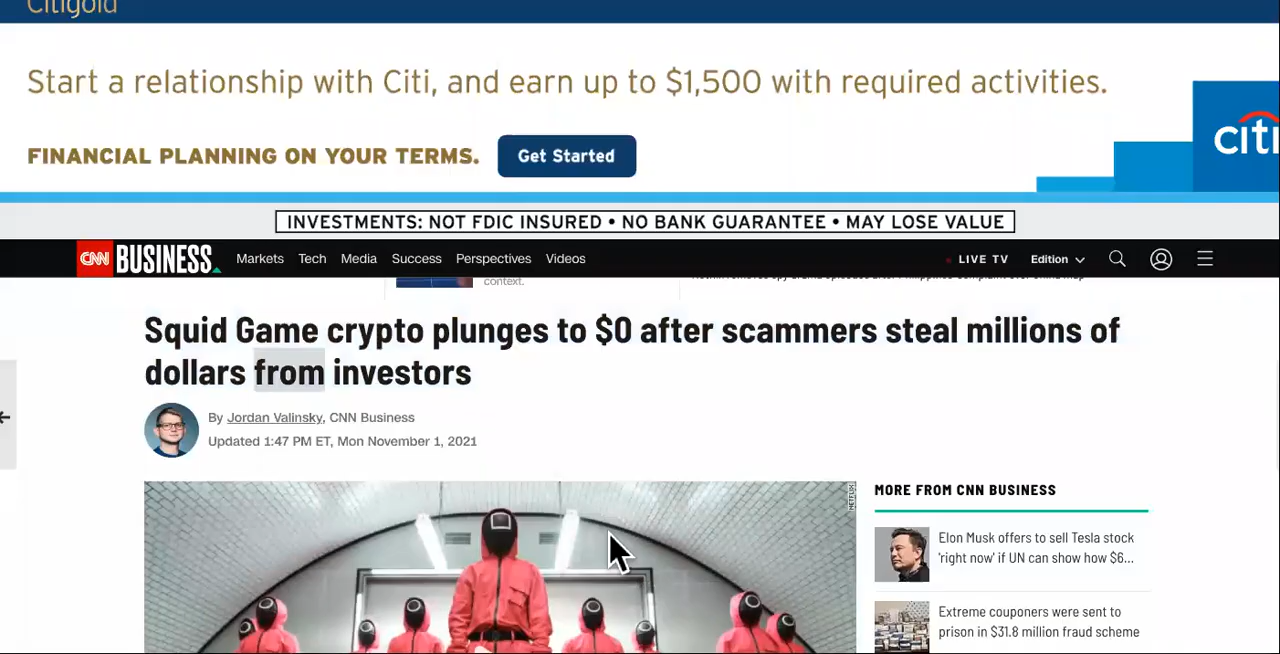 Citigold
Start a relationship with Citi, and earn up to $1,500 with required activities.
FINANCIAL PLANNING ON YOUR TERMS.
Get Started
citi
INVESTMENTS: NOT FDIC INSURED • NO BANK GUARANTEE • MAY LOSE VALUE
CNN BUSINESS Markets Tech Media Success Perspectives Videos LIVE TV Edition
context.
Squid Game crypto plunges to $0 after scammers steal millions of
dollars from investors
By Jordan Valinsky, CNN Business
Updated 1:47 PM ET, Mon November 1, 2021
NETFLIX
MORE FROM CNN BUSINESS
Elon Musk offers to sell Tesla stock
'right now' if UN can show how $6...
Extreme couponers were sent to
prison in $31.8 million fraud scheme